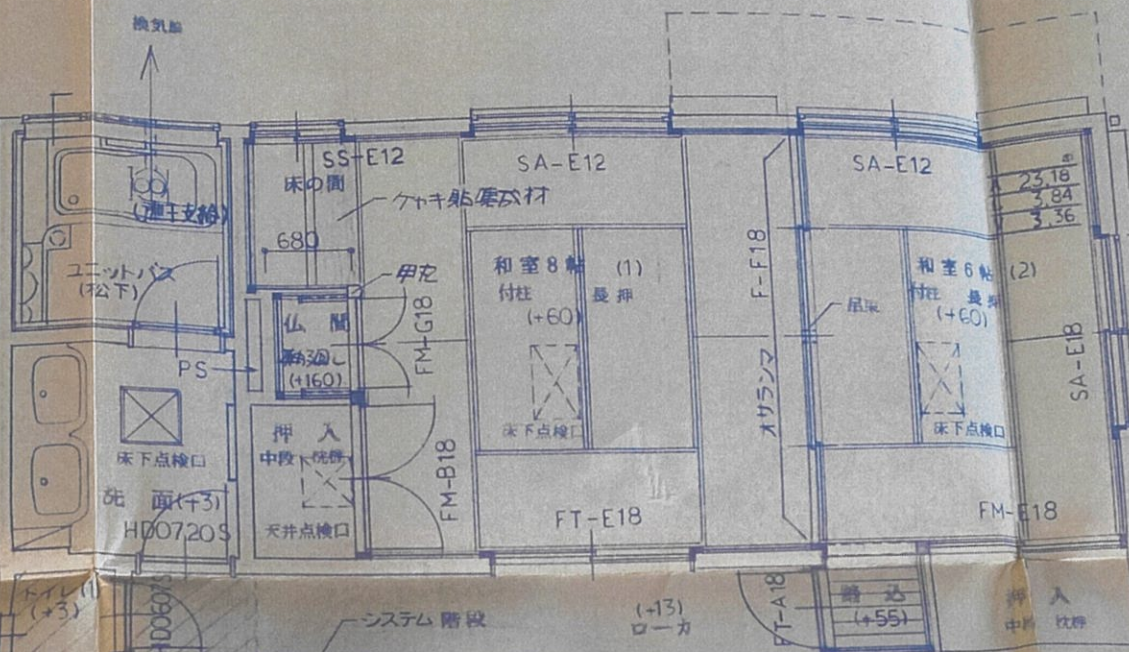 換気扇
SS-E12
床の間
ケヤキ貼
680
甲丸
(施主支給)
ユニットバス
(松下)
PS
仏間
(+160)
FM-G18
SA-E12
和室8帖 (1)
付柱 長押
(+60)
床下点検口
F-F18
オサランマ
SA-E12
和室6帖 (2)
付柱 長押
(+60)
床下点検口
23.18
3.84
3.36
SA-E18
床下点検口
洗面(+3)
HD0720S
押入
中段 枕棚
天井点検口
FM-B18
FT-E18
FM-E18
トイレ(1)
(+3)
システム階段
(+13)
ローカ
FT-A18
踏込
(+55)
押入
中段 枕棚